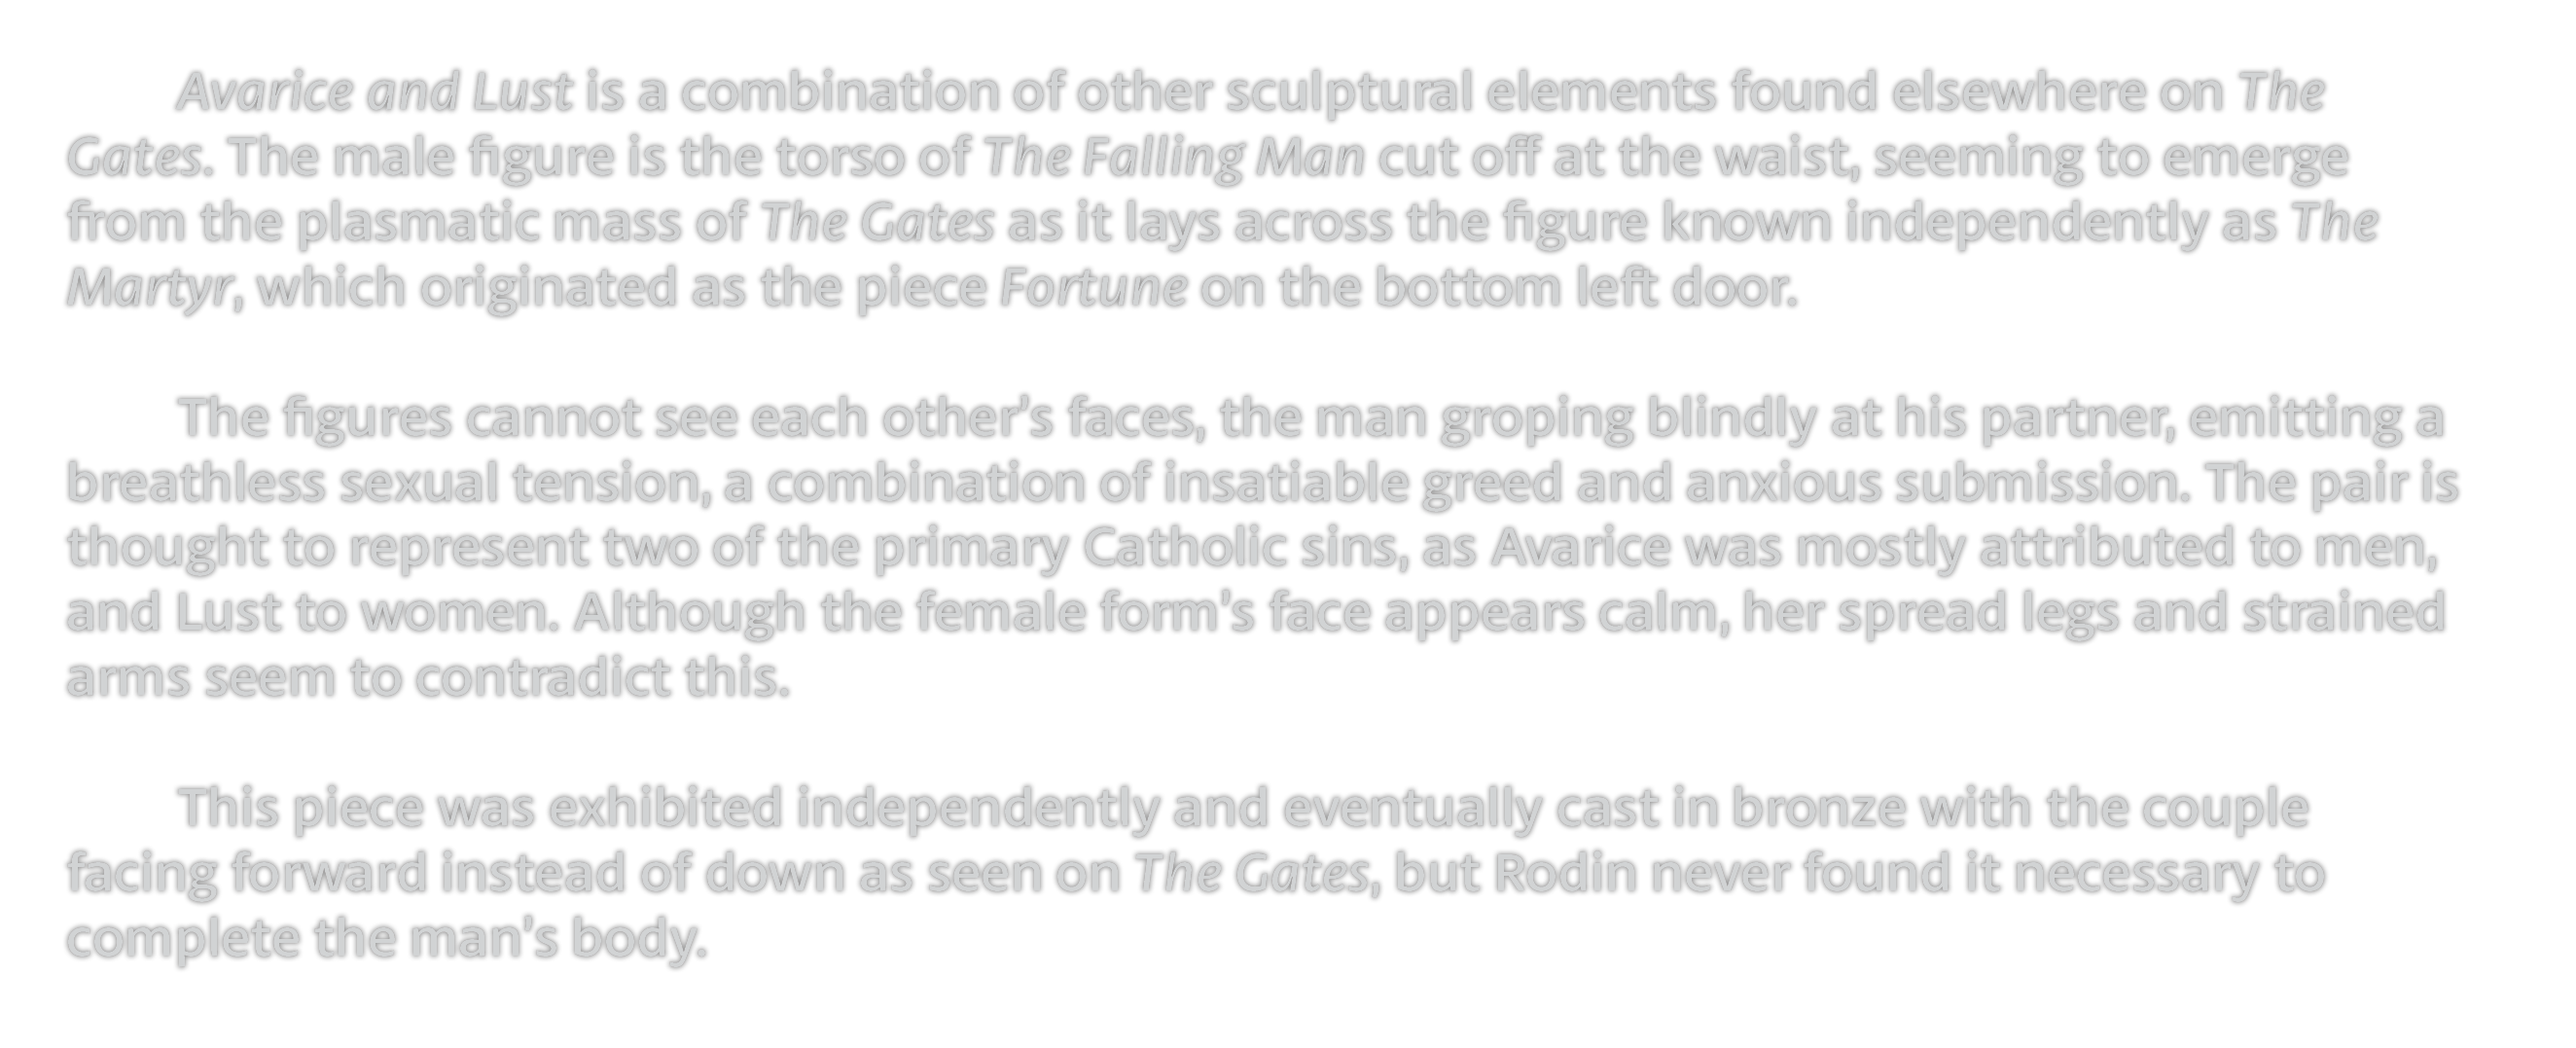 Avarice and Lust is a combination of other sculptural elements found elsewhere on The
Gates. The male figure is the torso of The Falling Man cut off at the waist, seeming to emerge
from the plasmatic mass of The Gates as it lays across the figure known independently as The
Martyr, which originated as the piece Fortune on the bottom left door.
The figures cannot see each other's faces, the man groping blindly at his partner, emitting a
breathless sexual tension, a combination of insatiable greed and anxious submission. The pair is
thought to represent two of the primary Catholic sins, as Avarice was mostly attributed to men,
and Lust to women. Although the female form's face appears calm, her spread legs and strained
arms seem to contradict this.
This piece was exhibited independently and eventually cast in bronze with the couple
facing forward instead of down as seen on The Gates, but Rodin never found it necessary to
complete the man's body.